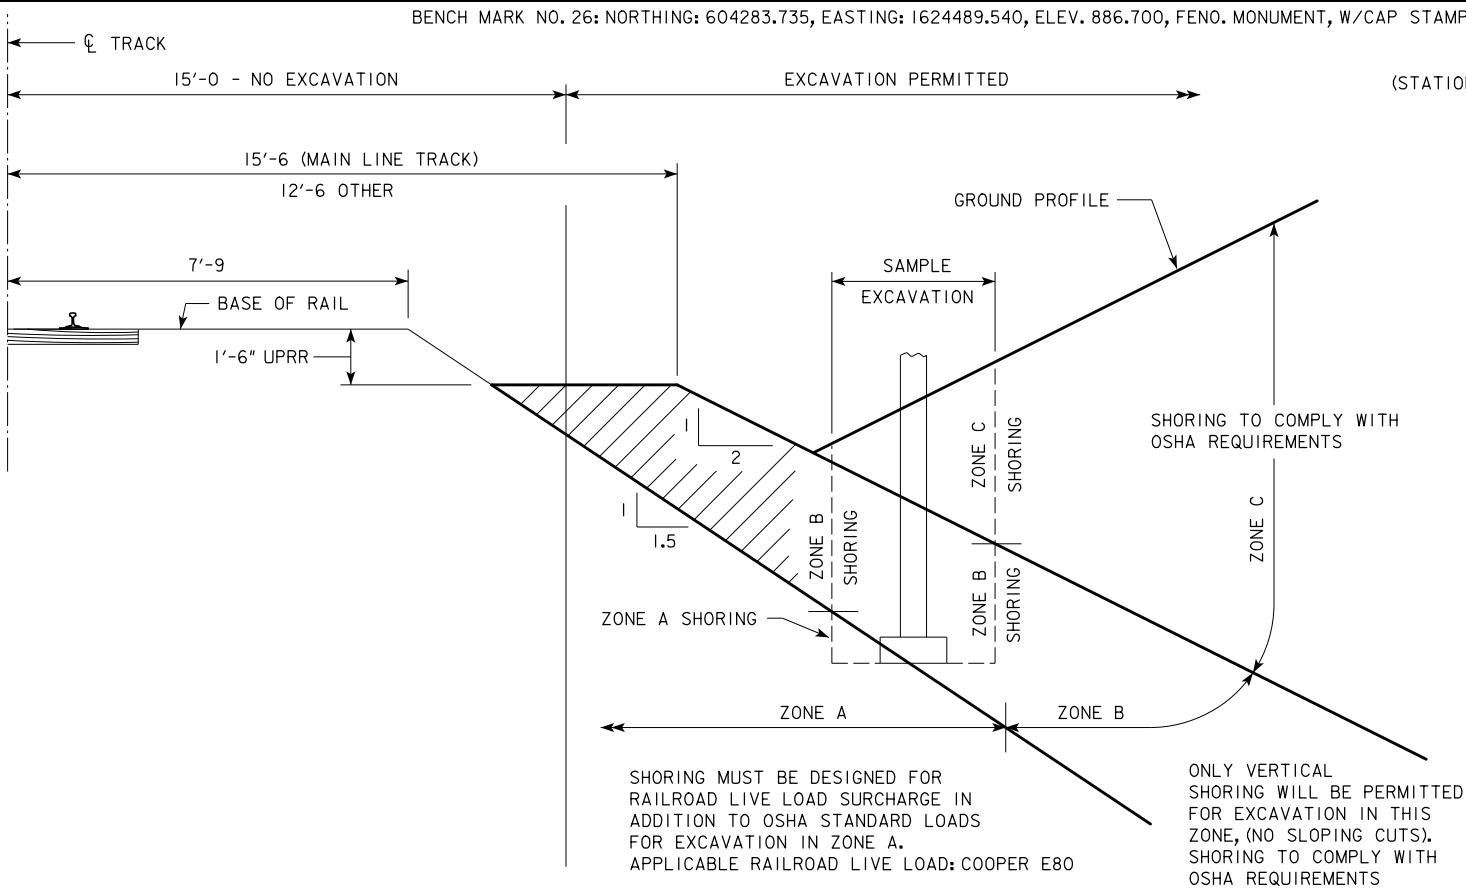 BENCH MARK NO. 26: NORTHING: 604283.735, EASTING: 1624489.540, ELEV. 886.700, FENO. MONUMENT, W/CAP STAMP
℄ TRACK
15'-0 - NO EXCAVATION
EXCAVATION PERMITTED
(STATION
15'-6 (MAIN LINE TRACK)
12'-6 OTHER
GROUND PROFILE
7'-9
SAMPLE
EXCAVATION
BASE OF RAIL
1'-6" UPRR
1
2
ZONE C
SHORING
SHORING TO COMPLY WITH
OSHA REQUIREMENTS
1
1.5
ZONE B
SHORING
ZONE C
ZONE B
SHORING
ZONE A SHORING
ZONE A
ZONE B
SHORING MUST BE DESIGNED FOR
RAILROAD LIVE LOAD SURCHARGE IN
ADDITION TO OSHA STANDARD LOADS
FOR EXCAVATION IN ZONE A.
APPLICABLE RAILROAD LIVE LOAD: COOPER E80
ONLY VERTICAL
SHORING WILL BE PERMITTED
FOR EXCAVATION IN THIS
ZONE, (NO SLOPING CUTS).
SHORING TO COMPLY WITH
OSHA REQUIREMENTS